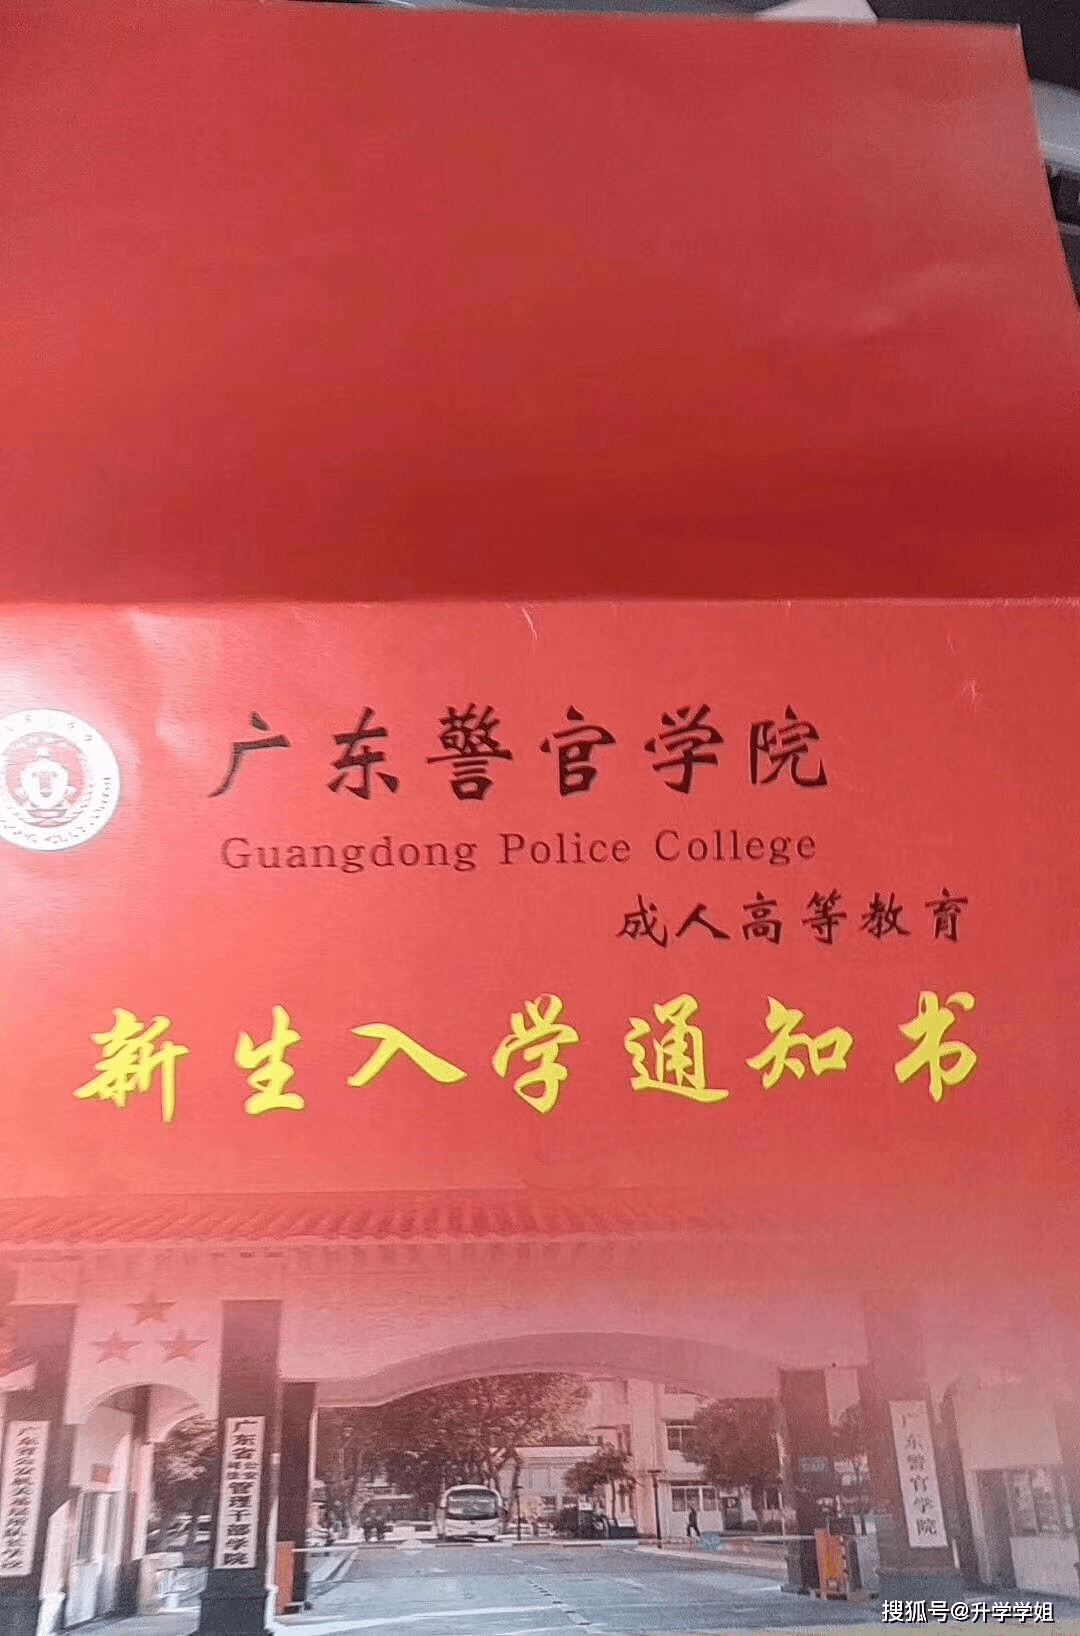 广东警官学院
Guangdong Police College
成人高等教育
新生入学通知书
广东警官学院
搜狐号@升学学姐